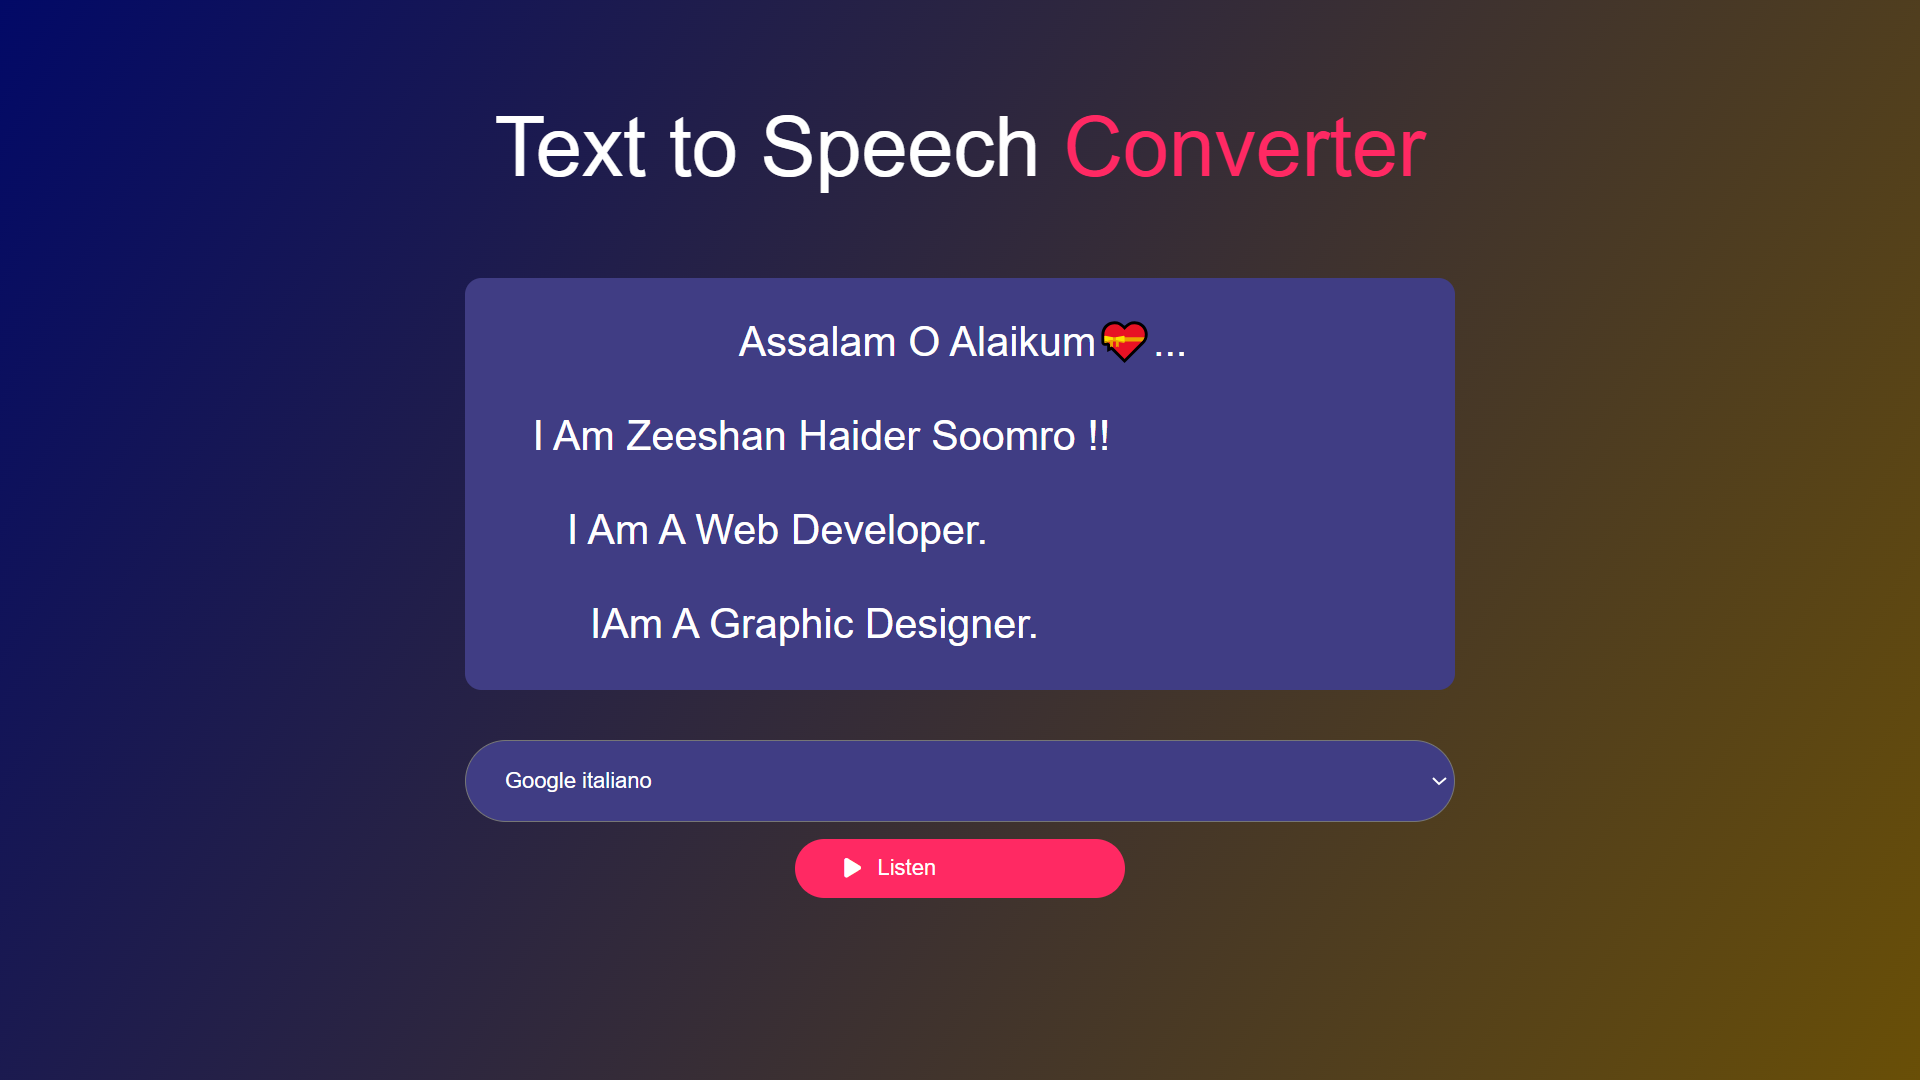 Text to Speech Converter
Assalam O Alaikum💝...
I Am Zeeshan Haider Soomro !!
I Am A Web Developer.
IAm A Graphic Designer.
Google italiano
Listen